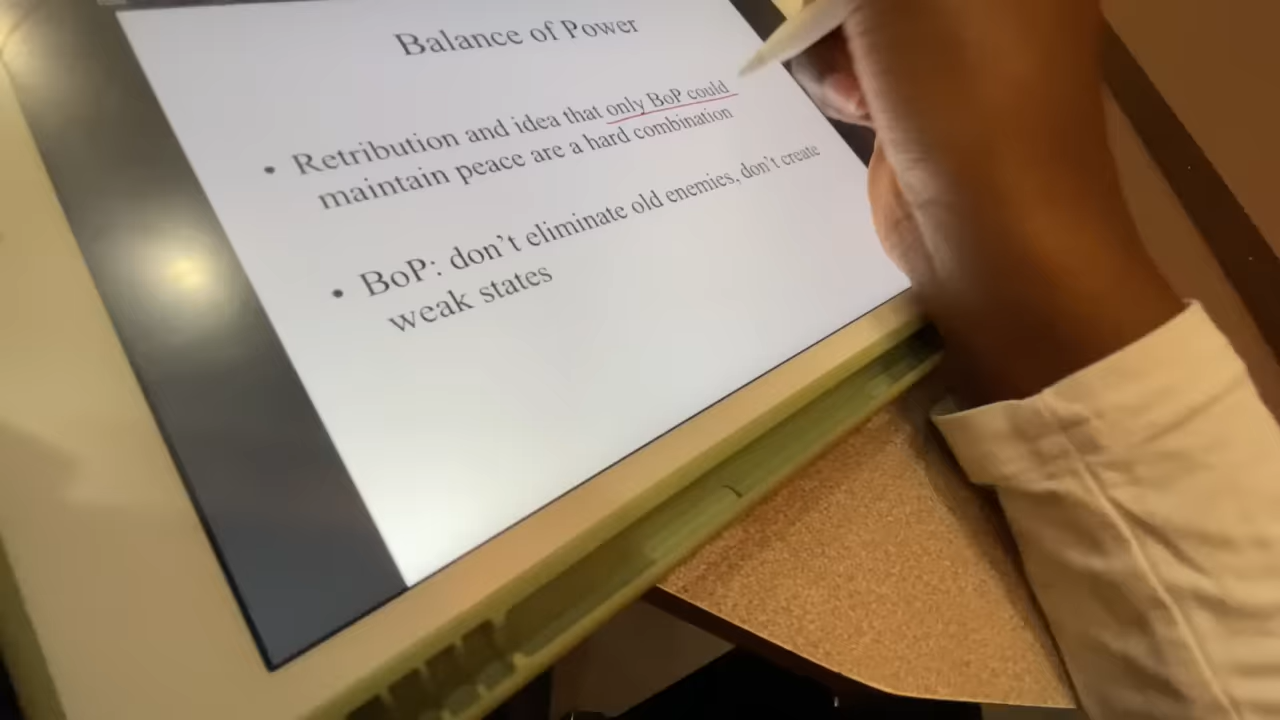 Balance of Power
• Retribution and idea that only BoP could
maintain peace are a hard combination
• BoP: don't eliminate old enemies, don't create
weak states